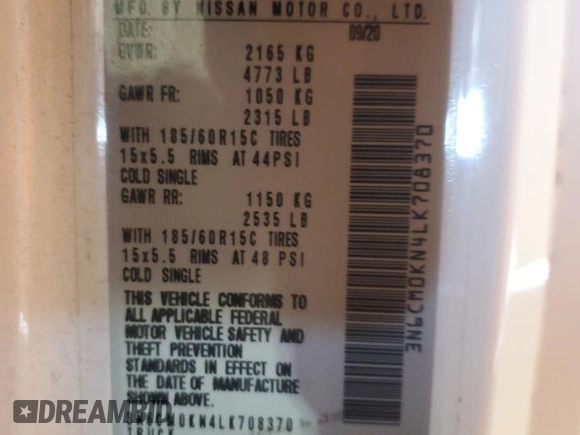 MFD. BY NISSAN MOTOR CO., LTD.
DATE: 09/20
GVWR: 2165 KG
4773 LB
GAWR FR: 1050 KG
2315 LB
WITH 185/60R15C TIRES
15x5.5 RIMS AT 44PSI
COLD SINGLE
GAWR RR: 1150 KG
2535 LB
WITH 185/60R15C TIRES
15x5.5 RIMS AT 48 PSI
COLD SINGLE
THIS VEHICLE CONFORMS TO
ALL APPLICABLE FEDERAL
MOTOR VEHICLE SAFETY AND
THEFT PREVENTION
STANDARDS IN EFFECT ON
THE DATE OF MANUFACTURE
SHOWN ABOVE.
3N6CM0KN4LK708370
TRUCK
3N6CM0KN4LK708370
DREAMBID